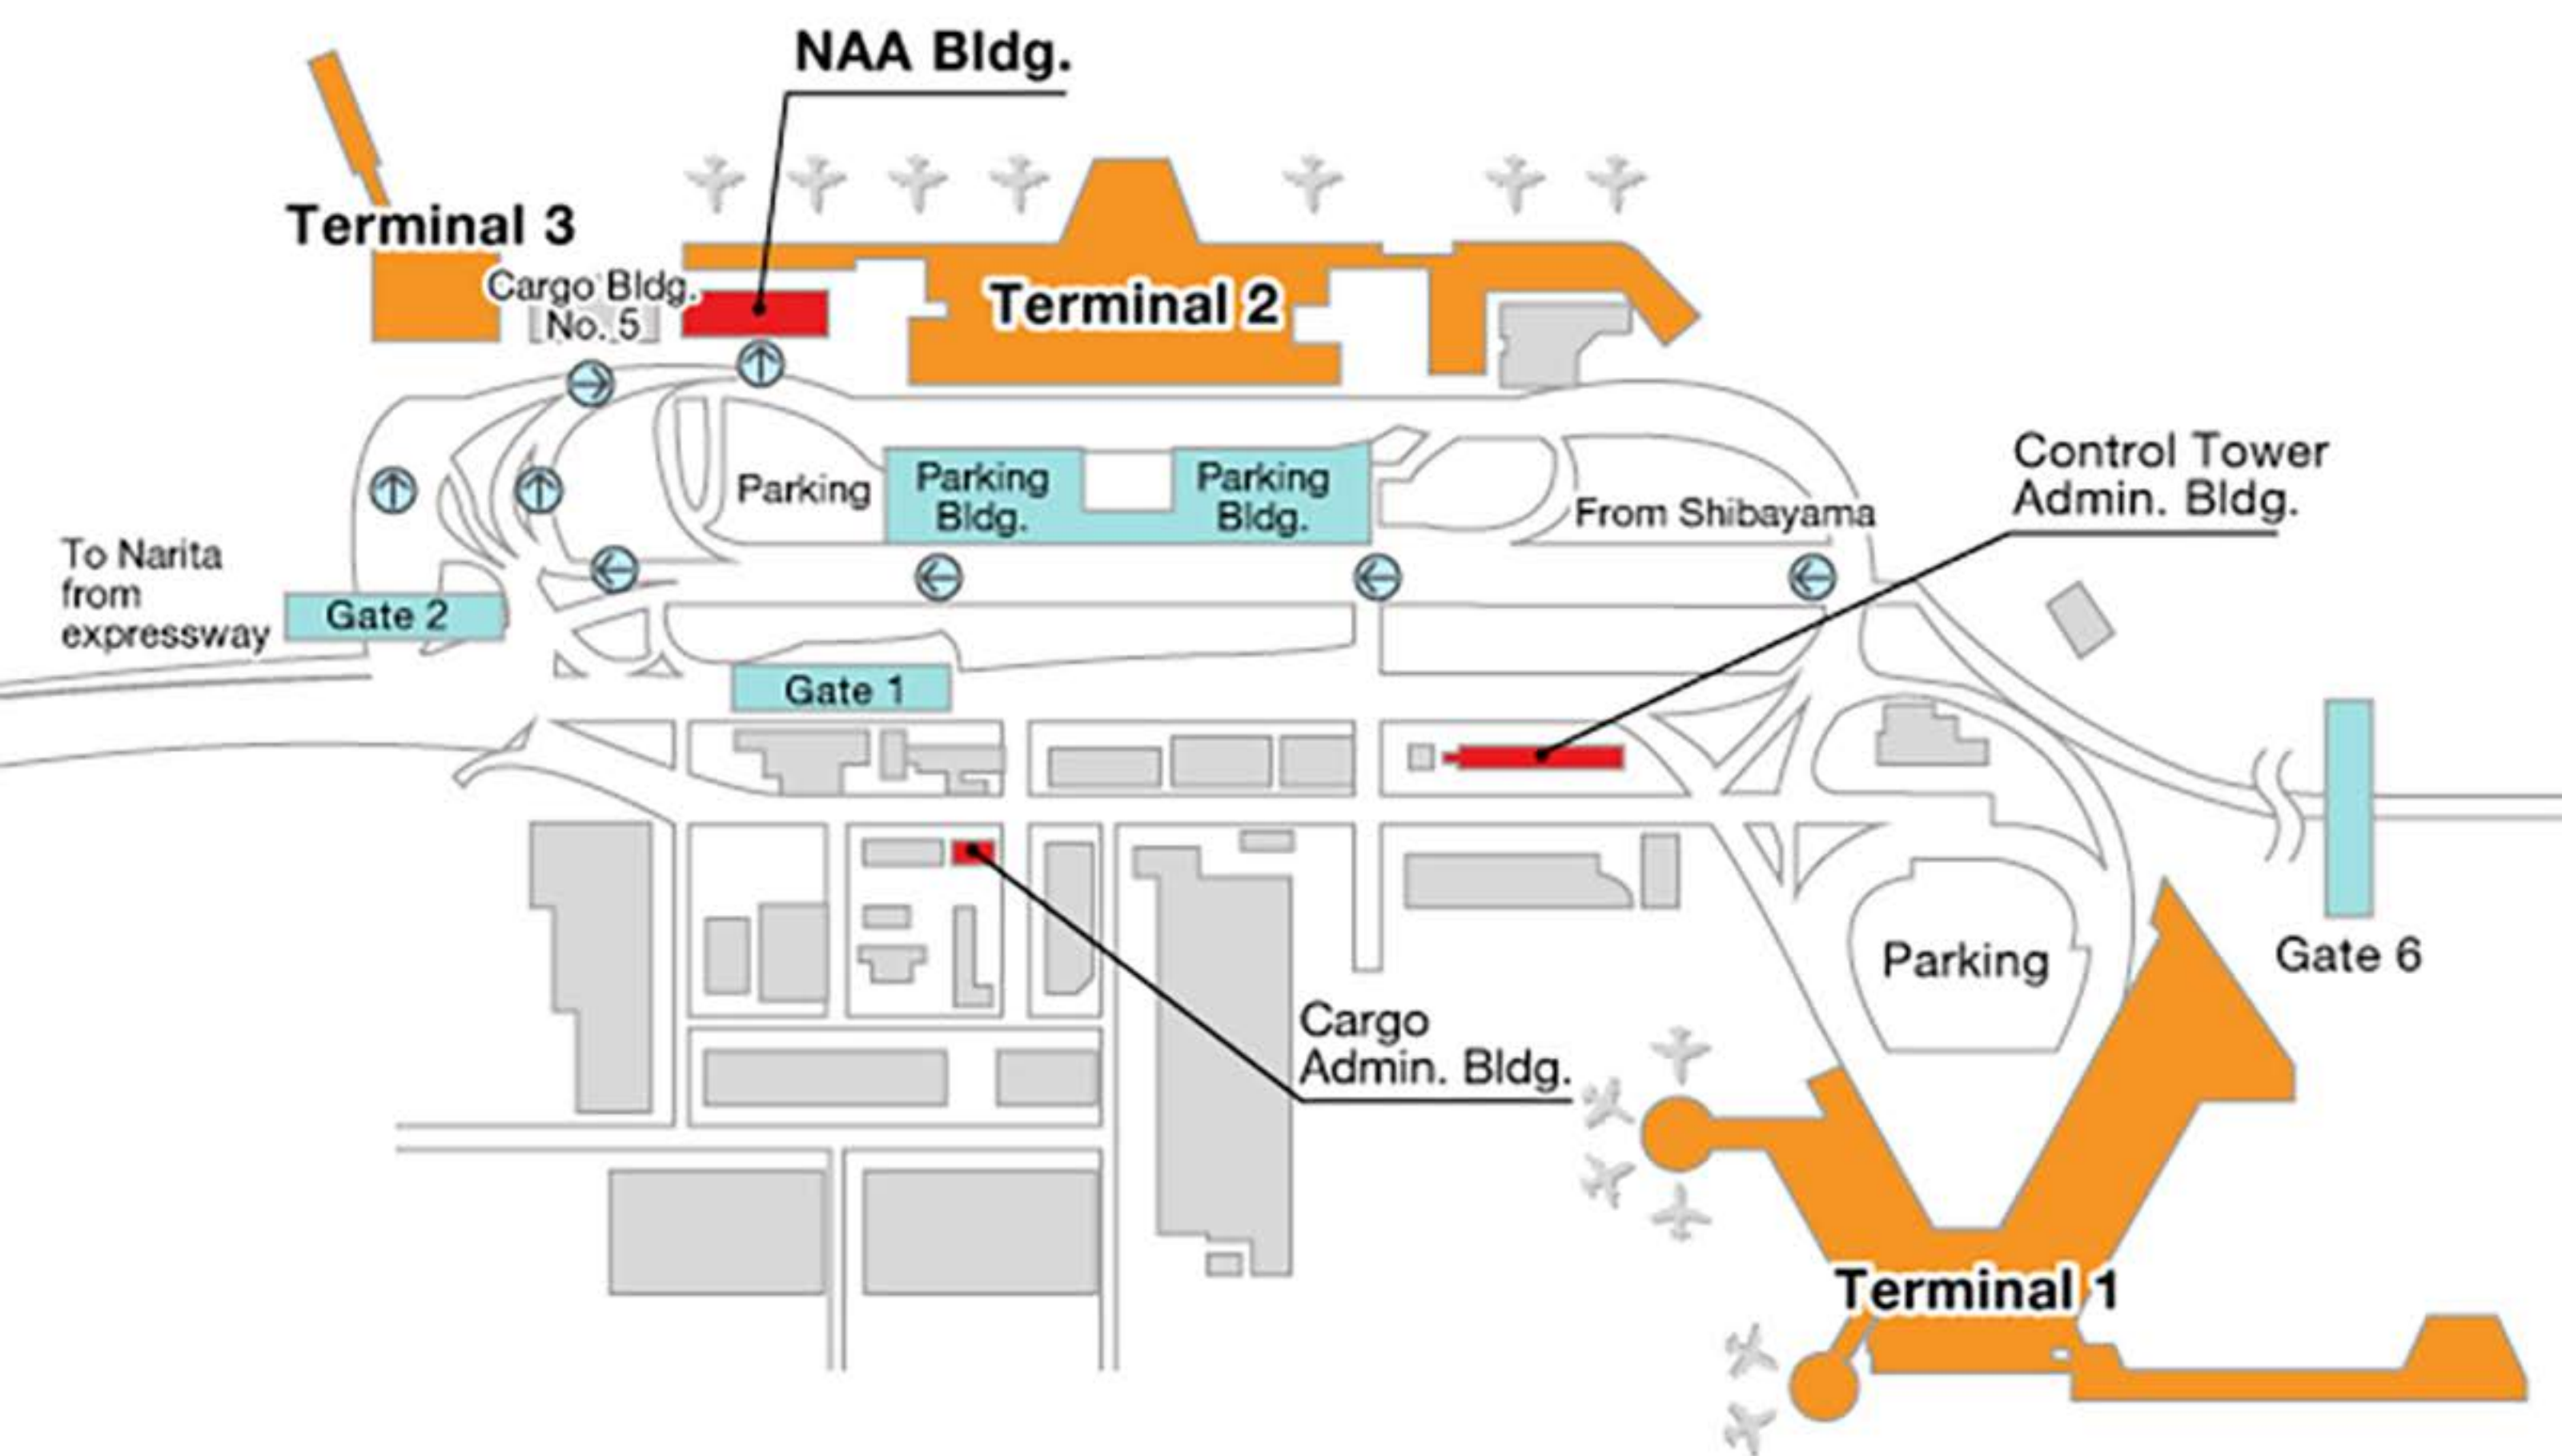 NAA Bldg.
Terminal 3
Cargo Bldg.
No. 5
Terminal 2
Control Tower
Admin. Bldg.
Parking
Parking
Bldg.
Parking
Bldg.
From Shibayama
To Narita
from
expressway
Gate 2
Gate 1
Parking
Gate 6
Cargo
Admin. Bldg.
Terminal 1